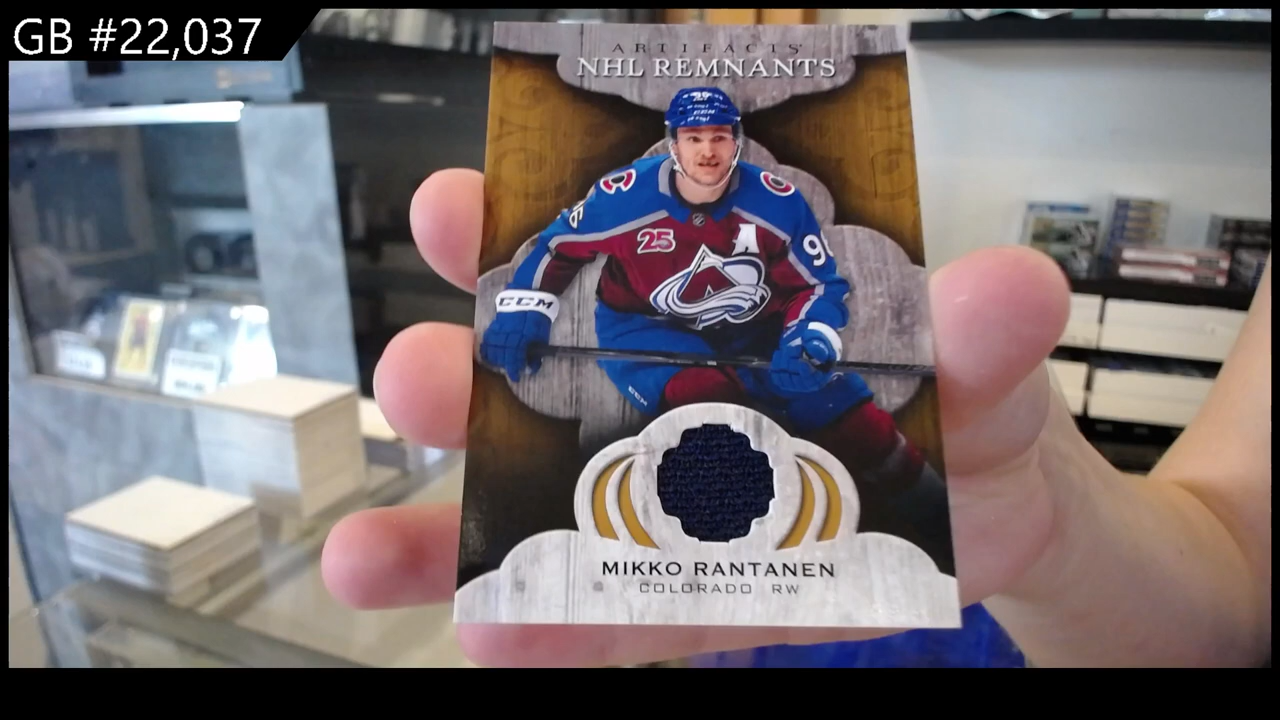 GB #22,037
ARTIFACTS
NHL REMNANTS
CCM
25
A
96
CCM
MIKKO RANTANEN
COLORADO RW